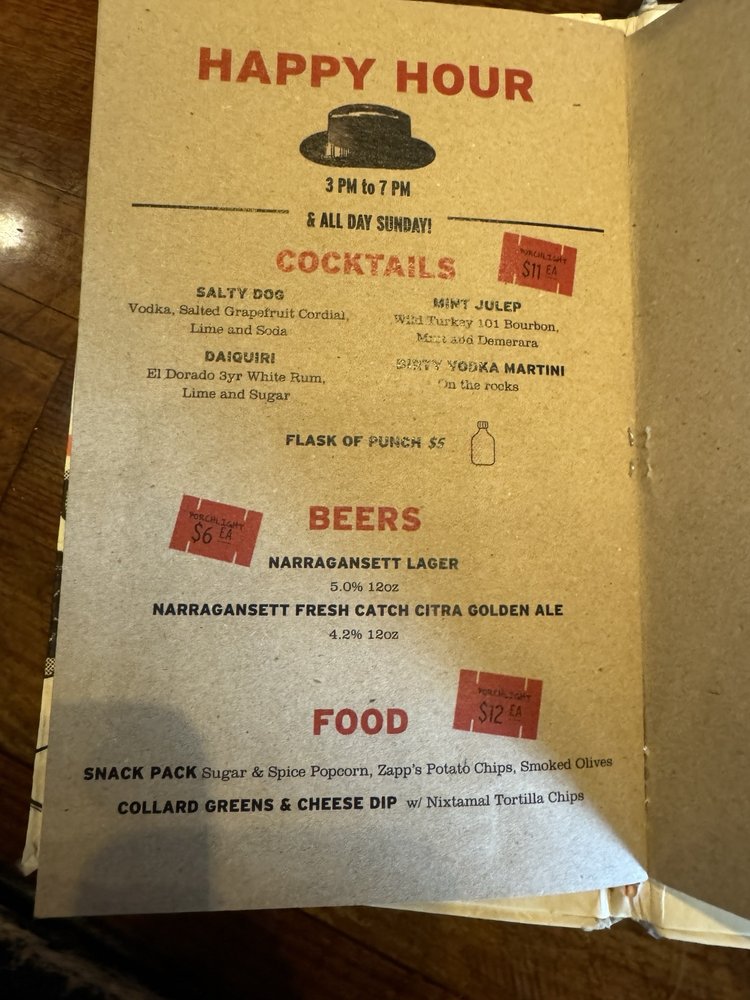 HAPPY HOUR
3 PM to 7 PM
& ALL DAY SUNDAY!
COCKTAILS
PORCHLIGHT
$11 EA
SALTY DOG
Vodka, Salted Grapefruit Cordial,
Lime and Soda
MINT JULEP
Wild Turkey 101 Bourbon,
Mint and Demerara
DAIQUIRI
El Dorado 3yr White Rum,
Lime and Sugar
DIRTY VODKA MARTINI
On the rocks
FLASK OF PUNCH $5
PORCHLIGHT
$6 EA
BEERS
NARRAGANSETT LAGER
5.0% 12oz
NARRAGANSETT FRESH CATCH CITRA GOLDEN ALE
4.2% 12oz
PORCHLIGHT
$12 EA
FOOD
SNACK PACK Sugar & Spice Popcorn, Zapp's Potato Chips, Smoked Olives
COLLARD GREENS & CHEESE DIP w/ Nixtamal Tortilla Chips